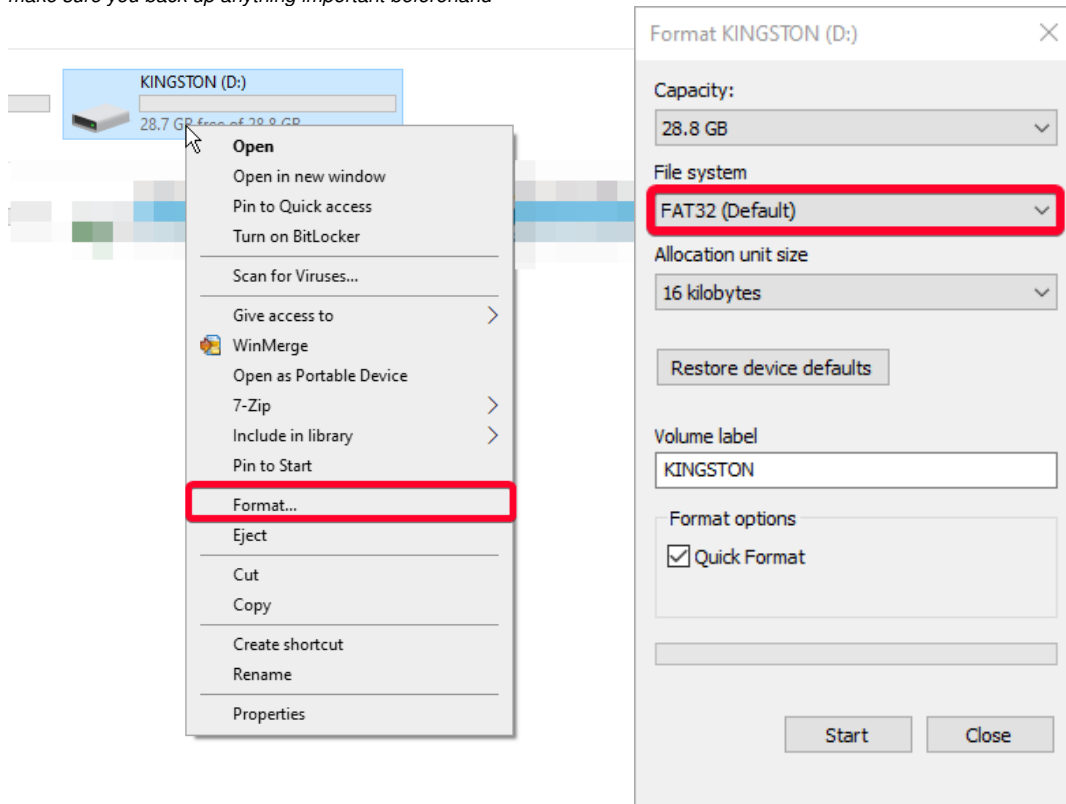 make sure you back up anything important beforehand
KINGSTON (D:)
28.7 GB free of 28.8 GB
Open
Open in new window
Pin to Quick access
Turn on BitLocker
Scan for Viruses...
Give access to
WinMerge
Open as Portable Device
7-Zip
Include in library
Pin to Start
Format...
Eject
Cut
Copy
Create shortcut
Rename
Properties
Format KINGSTON (D:)
Capacity:
28.8 GB
File system
FAT32 (Default)
Allocation unit size
16 kilobytes
Restore device defaults
Volume label
KINGSTON
Format options
Quick Format
Start
Close